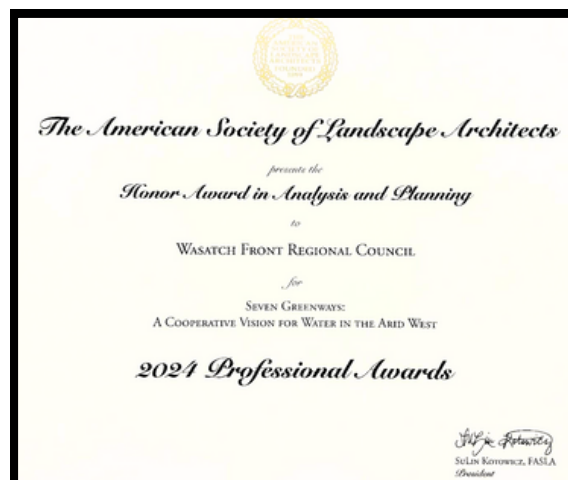 The American Society of Landscape Architects
presents the
Honor Award in Analysis and Planning
to
WASATCH FRONT REGIONAL COUNCIL
for
SEVEN GREENWAYS:
A COOPERATIVE VISION FOR WATER IN THE ARID WEST
2024 Professional Awards
SULIN KOTOWICZ, FASLA
President